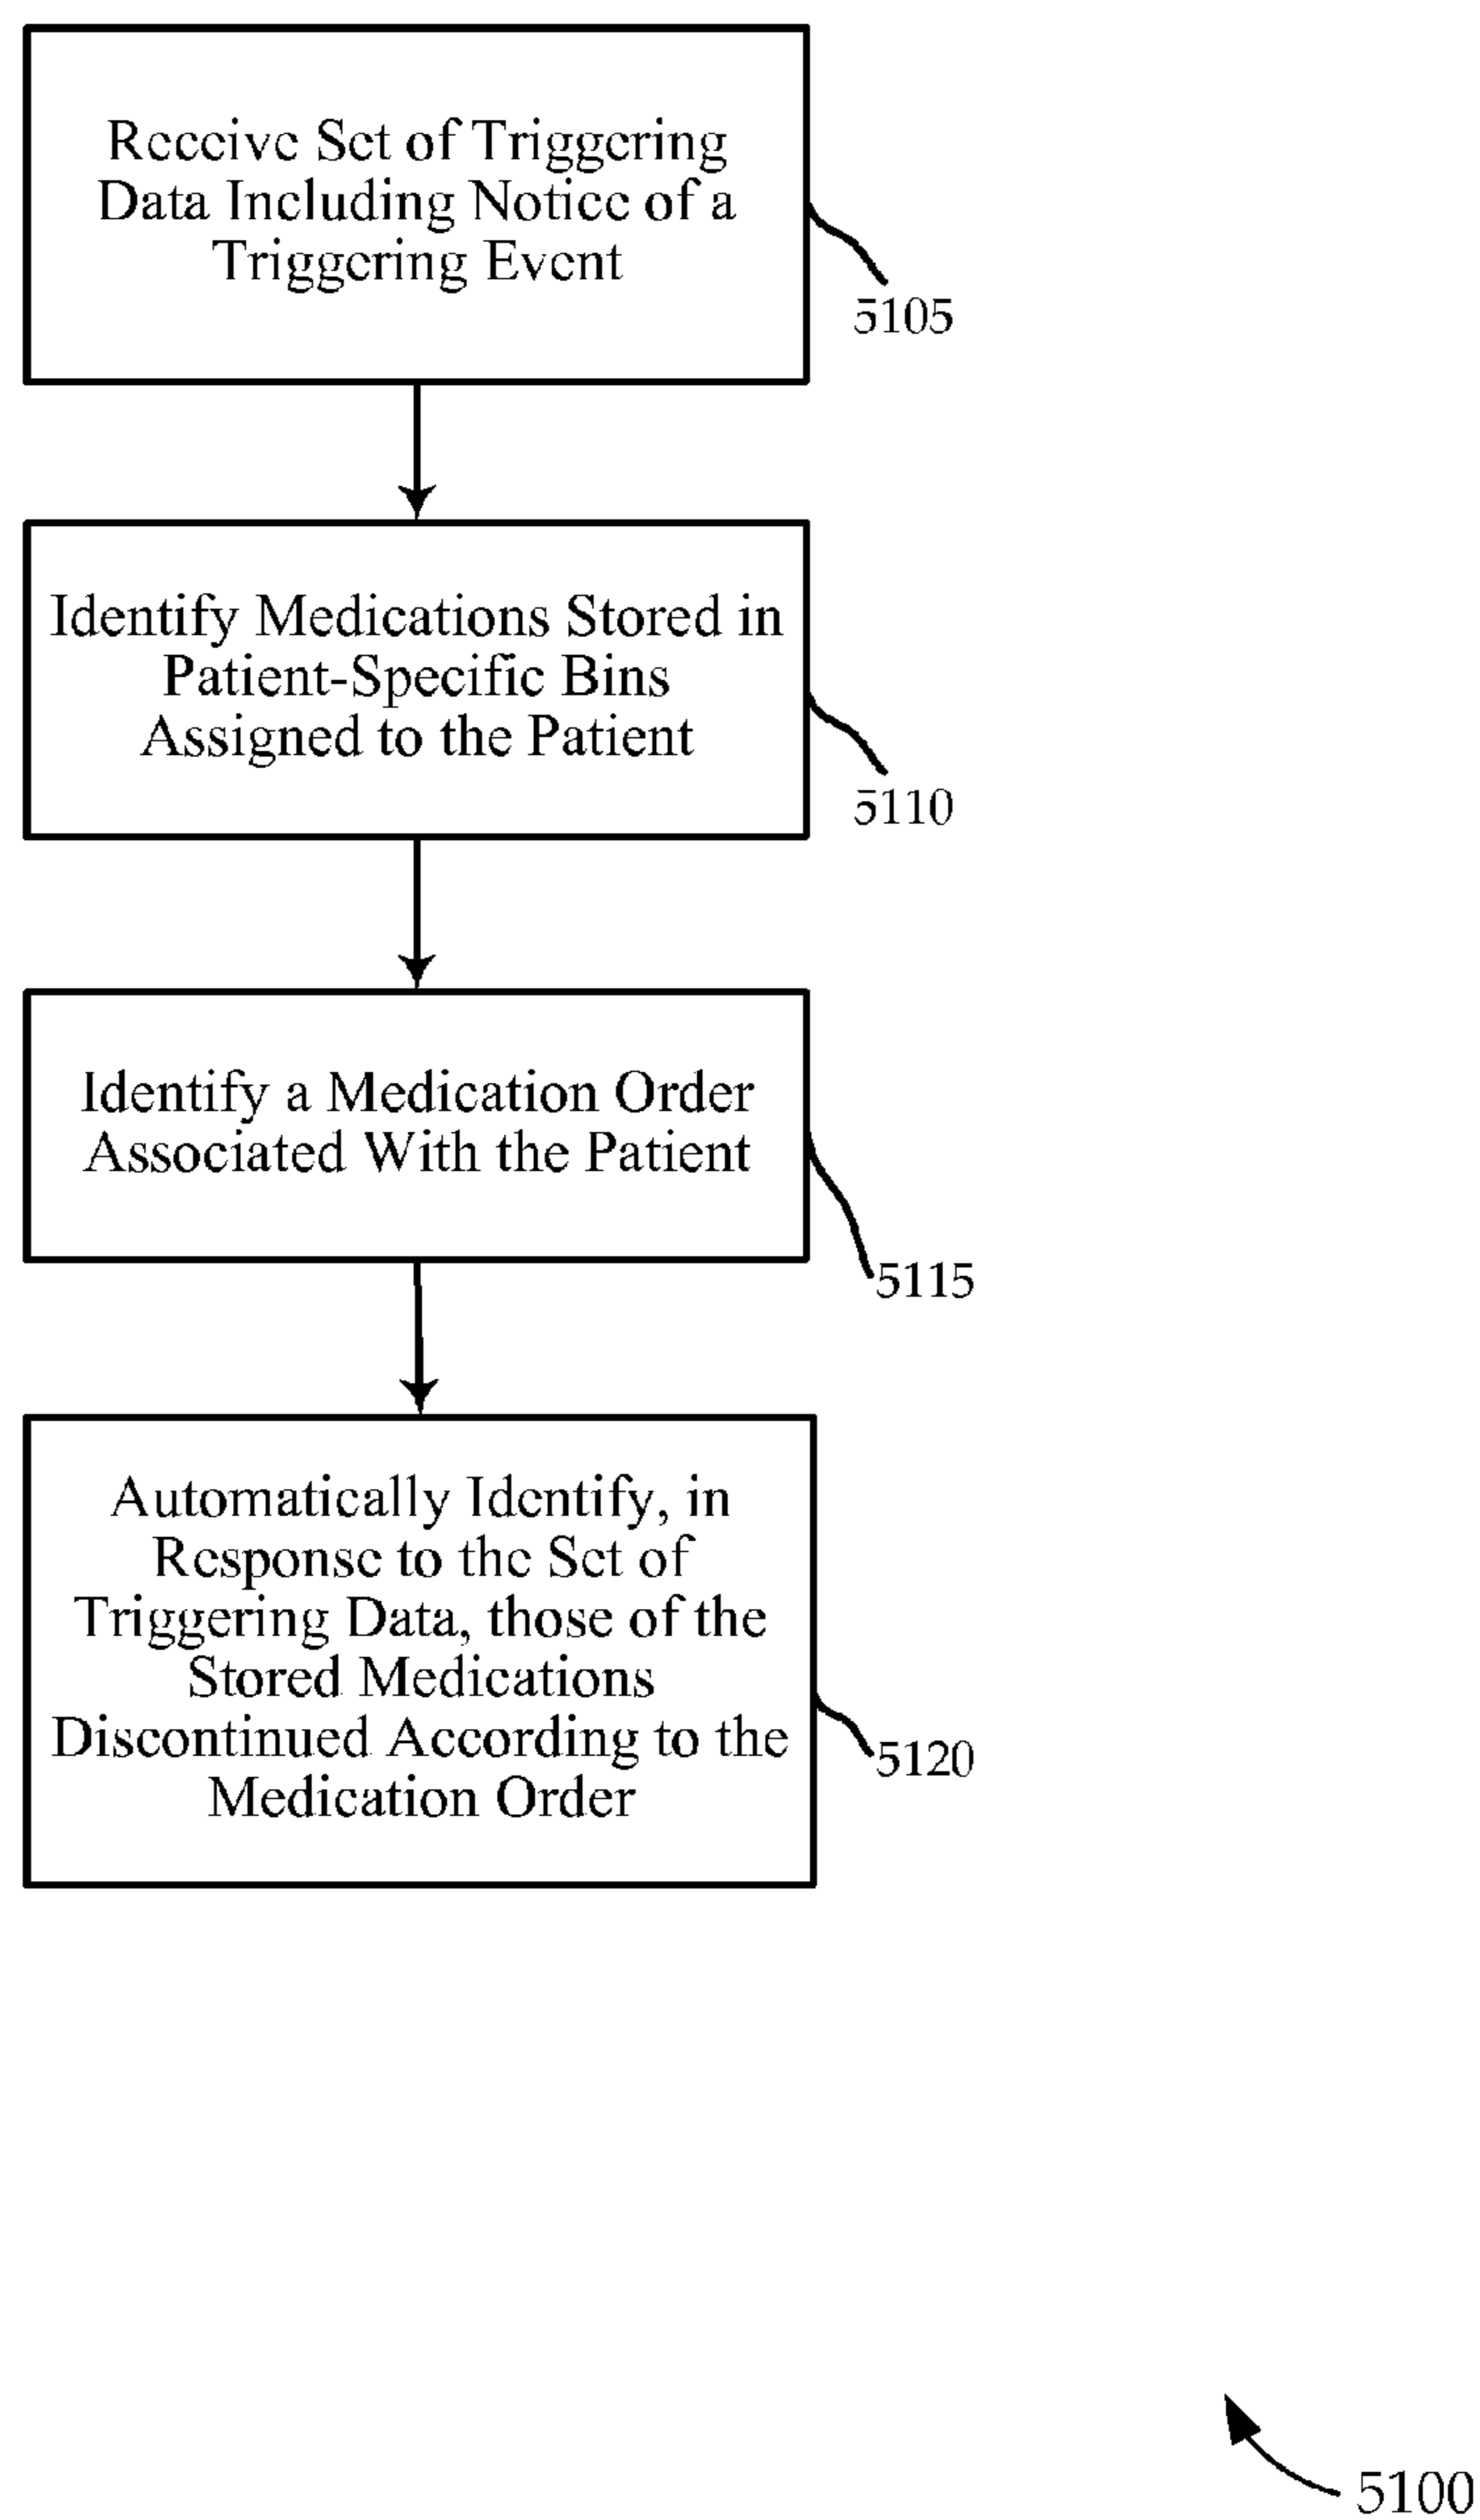 Receive Set of Triggering
Data Including Notice of a
Triggering Event
5105
Identify Medications Stored in
Patient-Specific Bins
Assigned to the Patient
5110
Identify a Medication Order
Associated With the Patient
5115
Automatically Identify, in
Response to the Set of
Triggering Data, those of the
Stored Medications
Discontinued According to the
Medication Order
5120
5100